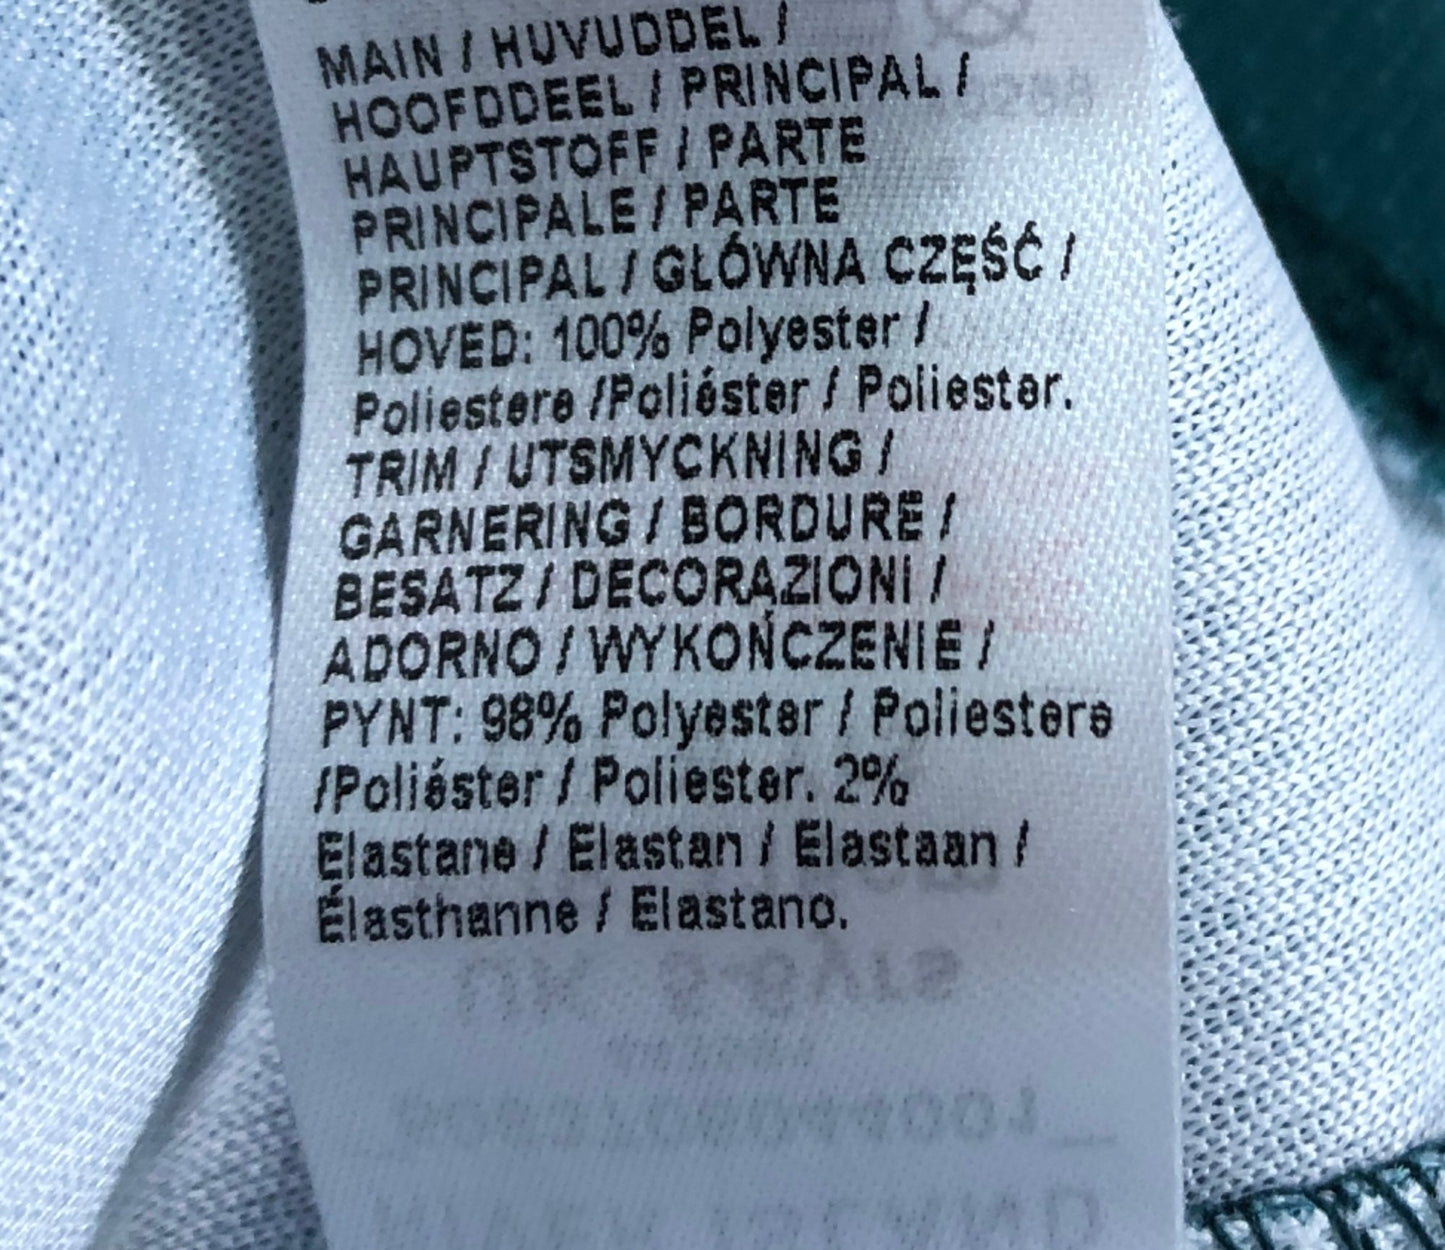 MAIN / HUVUDDEL /
HOOFDDEEL / PRINCIPAL /
HAUPTSTOFF / PARTE
PRINCIPALE / PARTE
PRINCIPAL / GŁÓWNA CZĘŚĆ /
HOVED: 100% Polyester /
Poliestere /Poliéster / Poliester.
TRIM / UTSMYCKNING /
GARNERING / BORDURE /
BESATZ / DECORAZIONI /
ADORNO / WYKOŃCZENIE /
PYNT: 98% Polyester / Poliestere
/Poliéster / Poliester. 2%
Elastane / Elastan / Elastaan /
Élasthanne / Elastano.